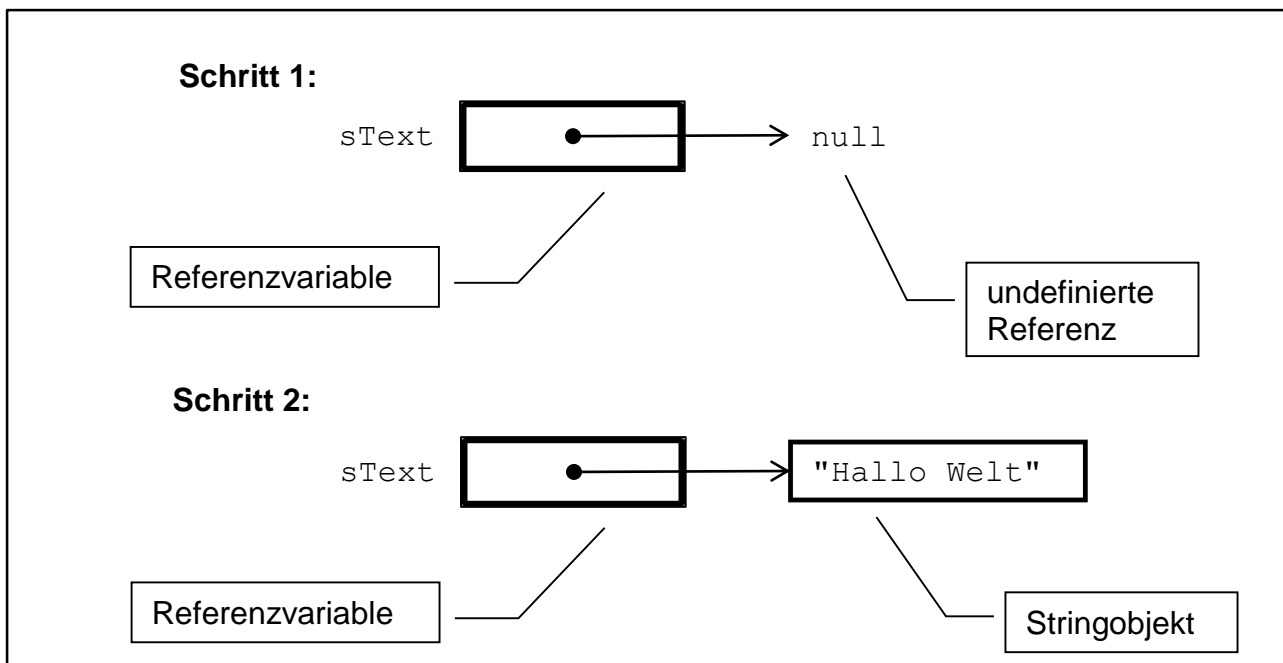 Schritt 1:
sText null
Referenzvariable
undefinierte
Referenz
Schritt 2:
sText "Hallo Welt"
Referenzvariable
Stringobjekt